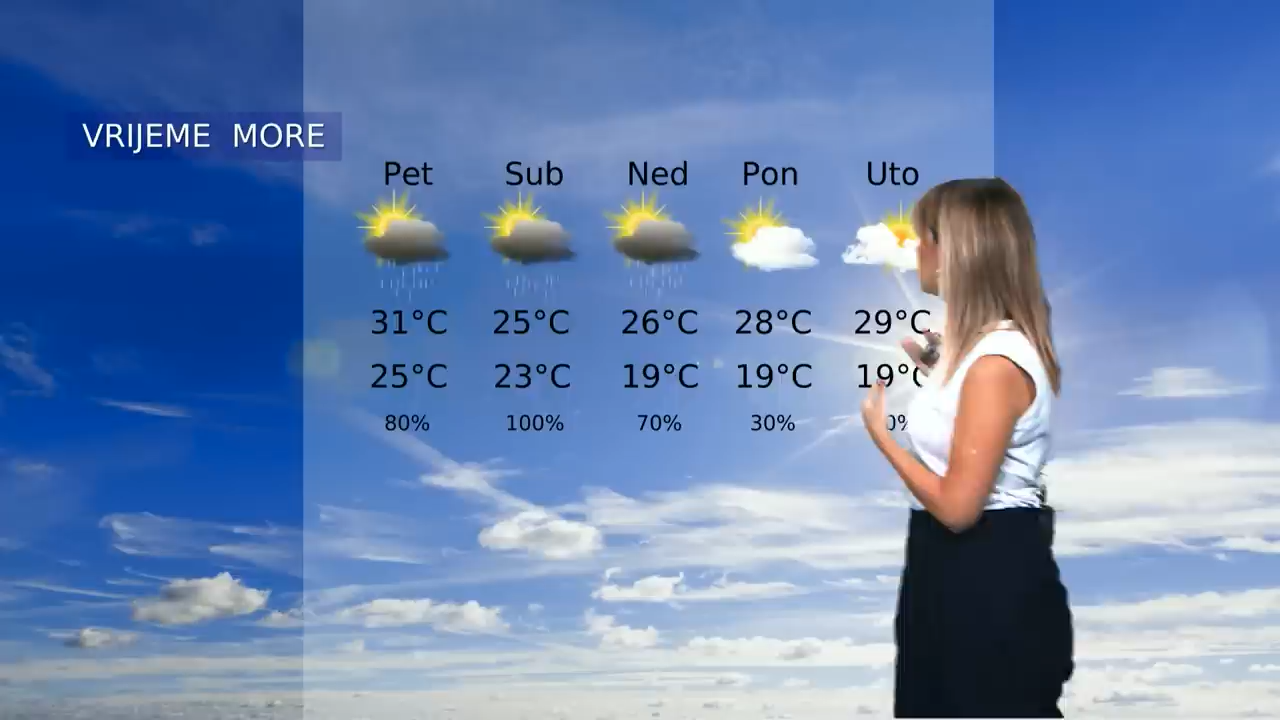 VRIJEME MORE
Pet Sub Ned Pon Uto
31°C 25°C 26°C 28°C 29°C
25°C 23°C 19°C 19°C 19°C
80% 100% 70% 30%